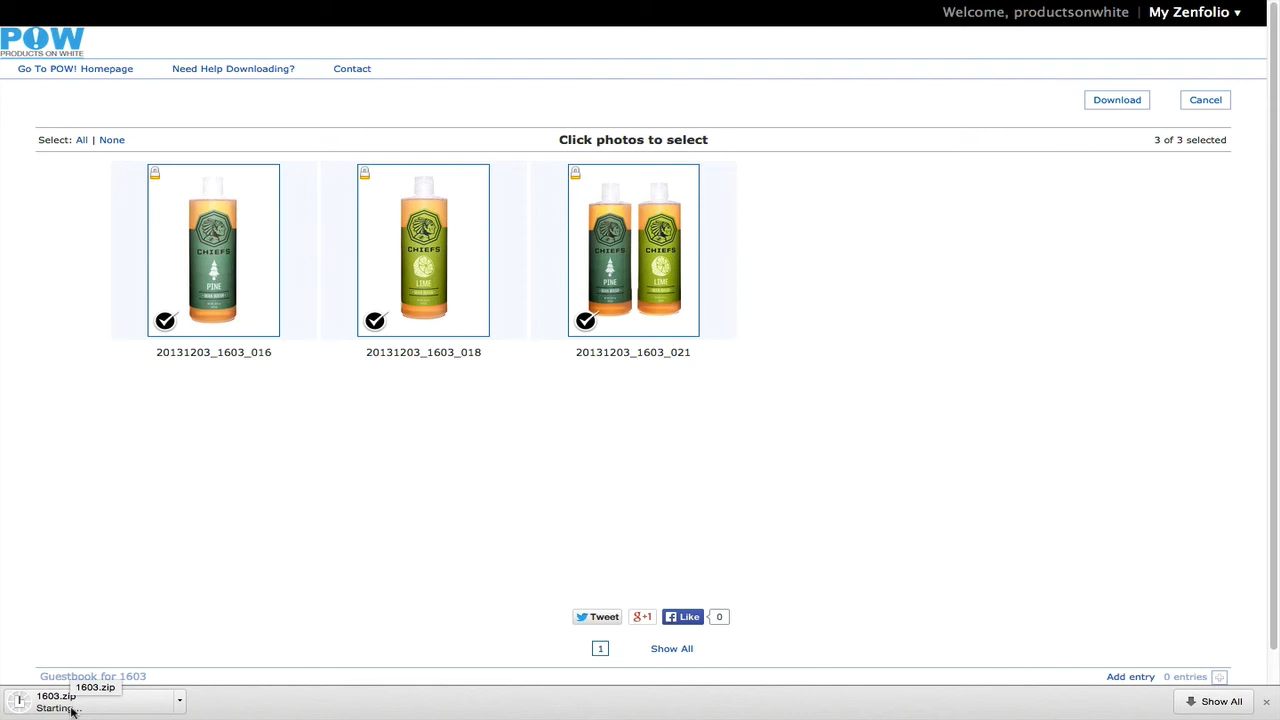 Welcome, productsonwhite | My Zenfolio ▾
POW
PRODUCTS ON WHITE
Go To POW! Homepage Need Help Downloading? Contact
Download Cancel
Select: All | None Click photos to select 3 of 3 selected
CHIEFS
PINE
CHIEFS
LIME
CHIEFS
PINE
CHIEFS
LIME
20131203_1603_016 20131203_1603_018 20131203_1603_021
Tweet g+1 Like 0
1 Show All
Guestbook for 1603 Add entry 0 entries
1603.zip
1603.zip
Starting...
Show All